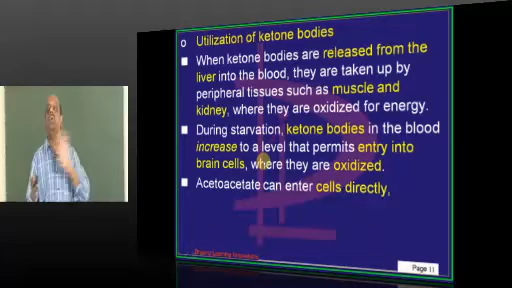 Utilization of ketone bodies
When ketone bodies are released from the
liver into the blood, they are taken up by
peripheral tissues such as muscle and
kidney, where they are oxidized for energy.
During starvation, ketone bodies in the blood
increase to a level that permits entry into
brain cells, where they are oxidized.
Acetoacetate can enter cells directly,
Page 11